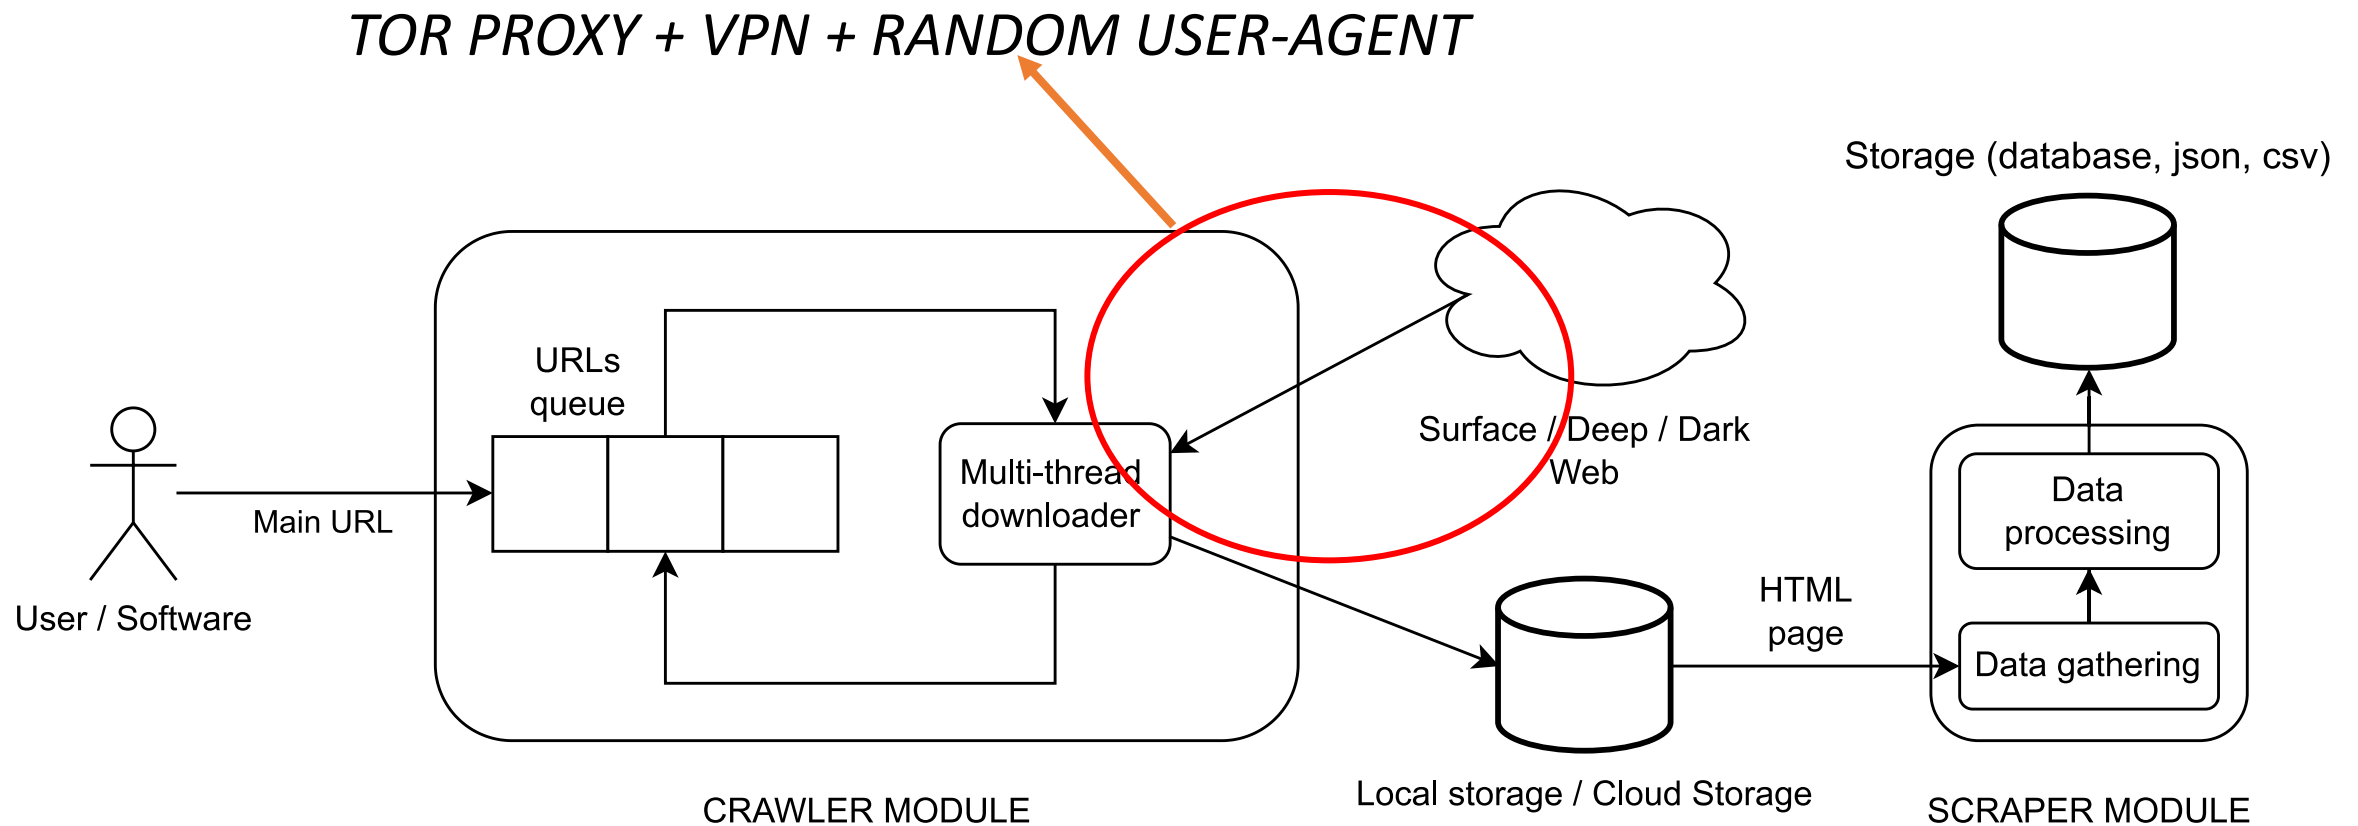 TOR PROXY + VPN + RANDOM USER-AGENT
Storage (database, json, csv)
URLs
queue
Surface / Deep / Dark
Web
Multi-thread
downloader
Main URL
User / Software
Data
processing
HTML
page
Data gathering
Local storage / Cloud Storage
CRAWLER MODULE
SCRAPER MODULE